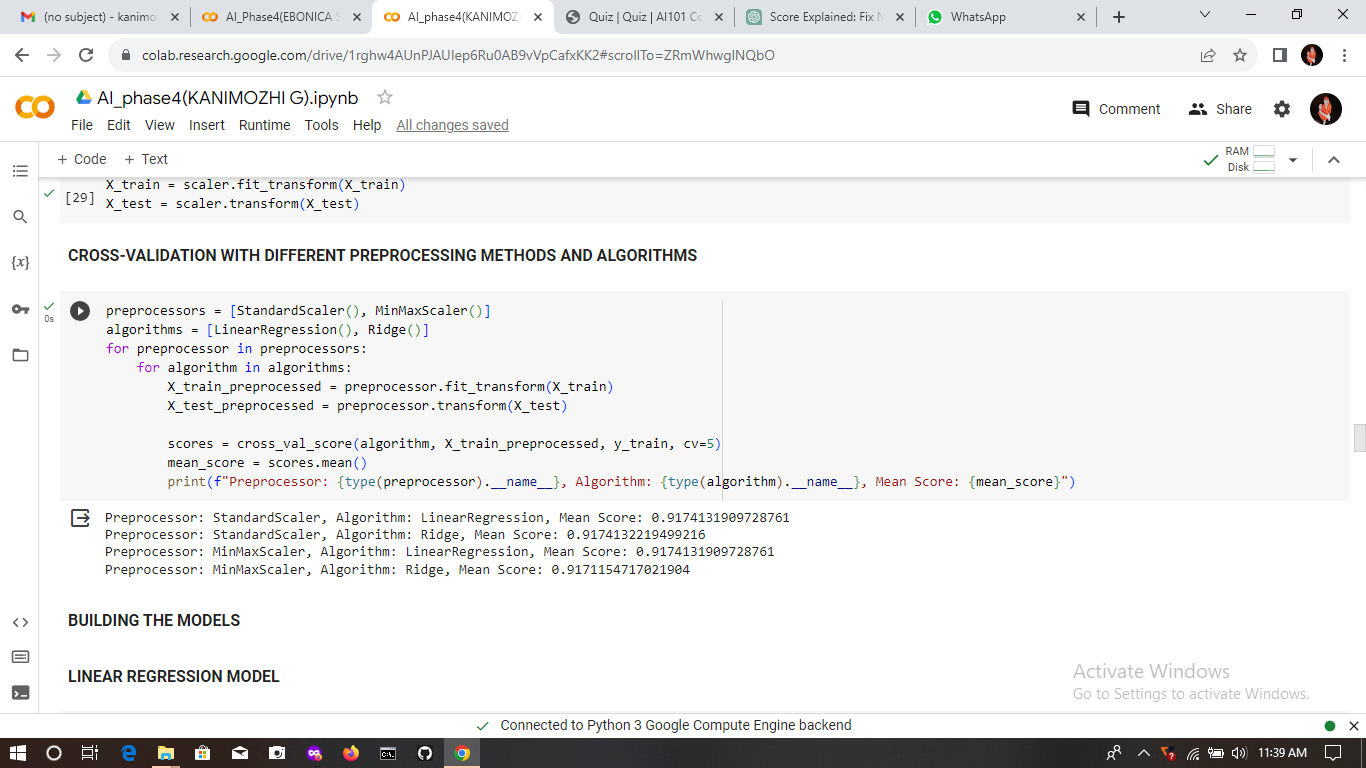 (no subject) - kanimo
AI_Phase4(EBONICA S
AI_phase4(KANIMOZ
Quiz | Quiz | AI101 Co
Score Explained: Fix N
WhatsApp
colab.research.google.com/drive/1rghw4AUnPJAUlep6Ru0AB9vVpCafxKK2#scrollTo=ZRmWhwglNQbO
AI_phase4(KANIMOZHI G).ipynb
File Edit View Insert Runtime Tools Help All changes saved
Comment Share
+ Code + Text
RAM
Disk
[29]
X_train = scaler.fit_transform(X_train)
X_test = scaler.transform(X_test)
CROSS-VALIDATION WITH DIFFERENT PREPROCESSING METHODS AND ALGORITHMS
{x}
0s
preprocessors = [StandardScaler(), MinMaxScaler()]
algorithms = [LinearRegression(), Ridge()]
for preprocessor in preprocessors:
    for algorithm in algorithms:
        X_train_preprocessed = preprocessor.fit_transform(X_train)
        X_test_preprocessed = preprocessor.transform(X_test)
        scores = cross_val_score(algorithm, X_train_preprocessed, y_train, cv=5)
        mean_score = scores.mean()
        print(f"Preprocessor: {type(preprocessor).__name__}, Algorithm: {type(algorithm).__name__}, Mean Score: {mean_score}")
Preprocessor: StandardScaler, Algorithm: LinearRegression, Mean Score: 0.9174131909728761
Preprocessor: StandardScaler, Algorithm: Ridge, Mean Score: 0.9174132219499216
Preprocessor: MinMaxScaler, Algorithm: LinearRegression, Mean Score: 0.9174131909728761
Preprocessor: MinMaxScaler, Algorithm: Ridge, Mean Score: 0.9171154717021904
BUILDING THE MODELS
LINEAR REGRESSION MODEL
Activate Windows
Go to Settings to activate Windows.
Connected to Python 3 Google Compute Engine backend
11:39 AM